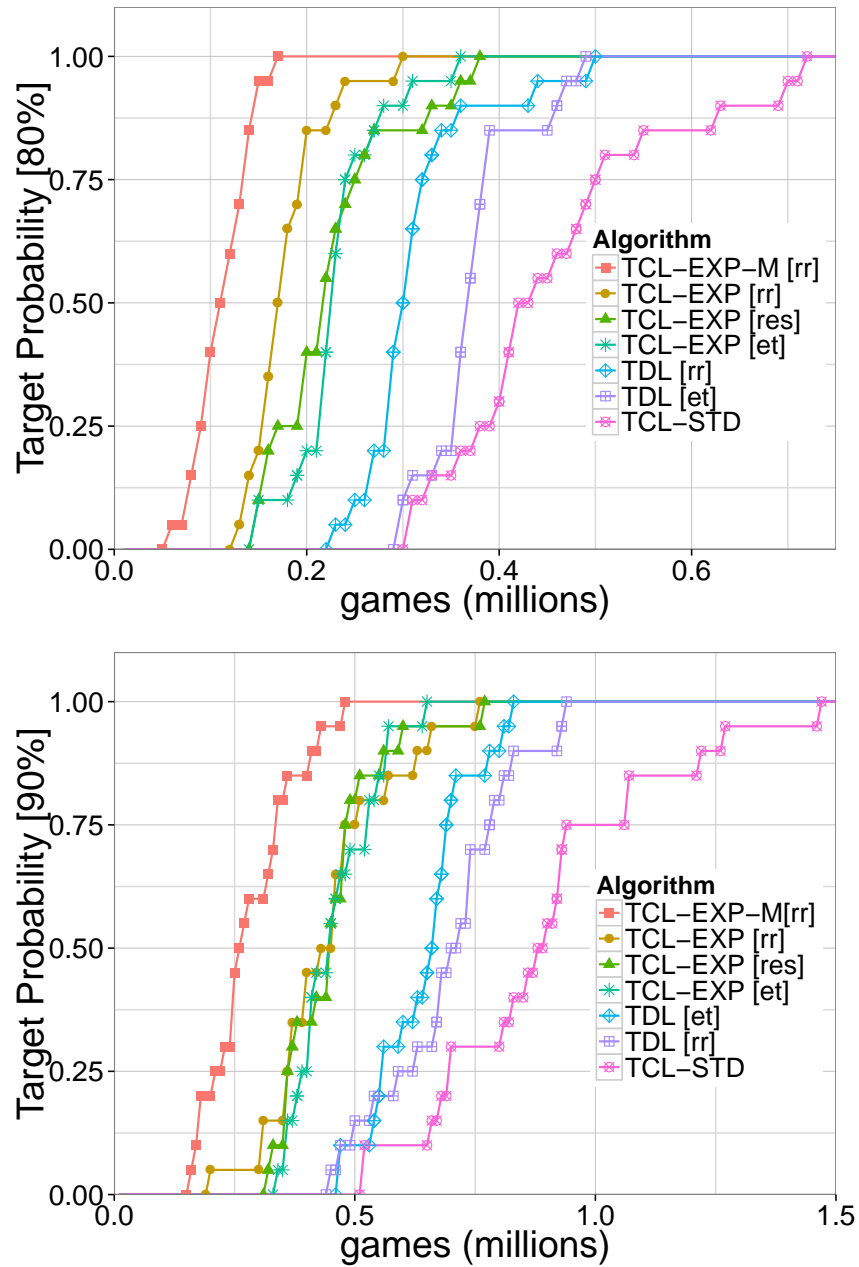 Target Probability [80%]
1.00
0.75
0.50
0.25
0.00
0.0
0.2
0.4
0.6
games (millions)
Algorithm
TCL−EXP−M [rr]
TCL−EXP [rr]
TCL−EXP [res]
TCL−EXP [et]
TDL [rr]
TDL [et]
TCL−STD
Target Probability [90%]
1.00
0.75
0.50
0.25
0.00
0.0
0.5
1.0
1.5
games (millions)
Algorithm
TCL−EXP−M[rr]
TCL−EXP [rr]
TCL−EXP [res]
TCL−EXP [et]
TDL [et]
TDL [rr]
TCL−STD